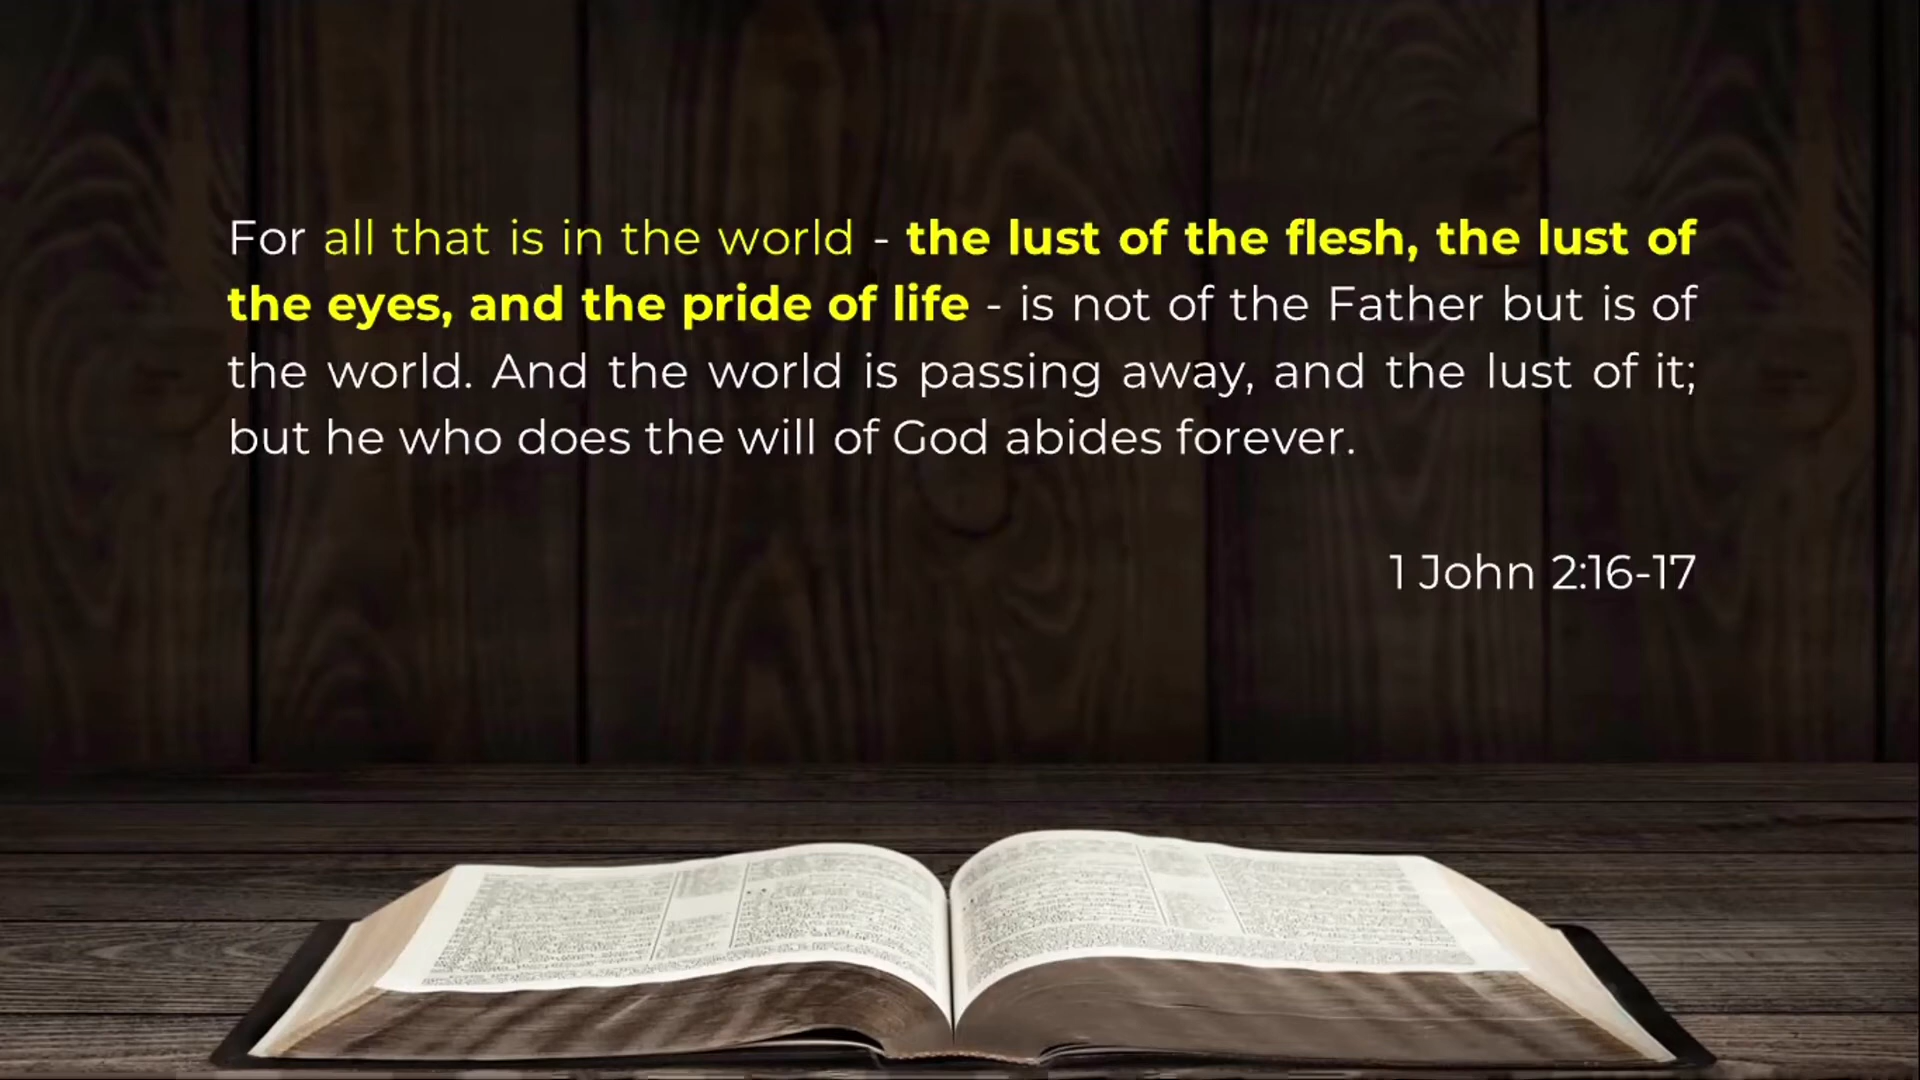 For all that is in the world - the lust of the flesh, the lust of
the eyes, and the pride of life - is not of the Father but is of
the world. And the world is passing away, and the lust of it;
but he who does the will of God abides forever.
1 John 2:16-17